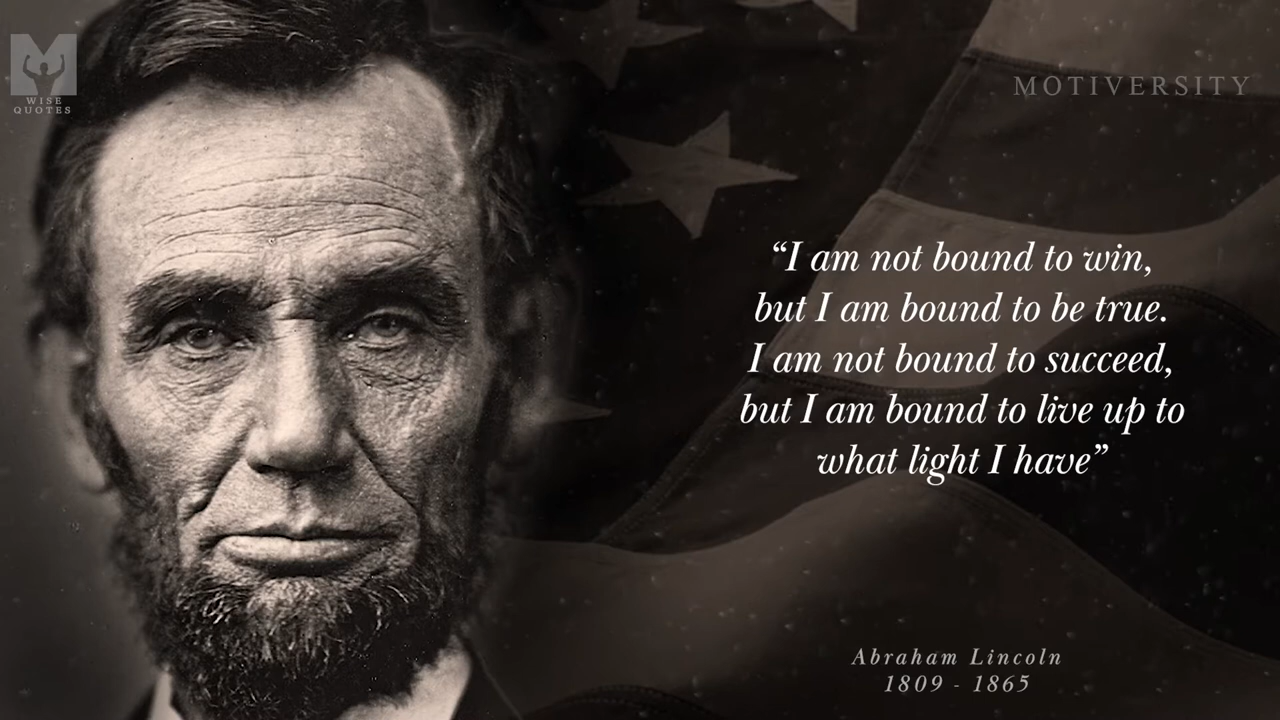 WISE
QUOTES
MOTIVERSITY
“I am not bound to win,
but I am bound to be true.
I am not bound to succeed,
but I am bound to live up to
what light I have”
Abraham Lincoln
1809 - 1865